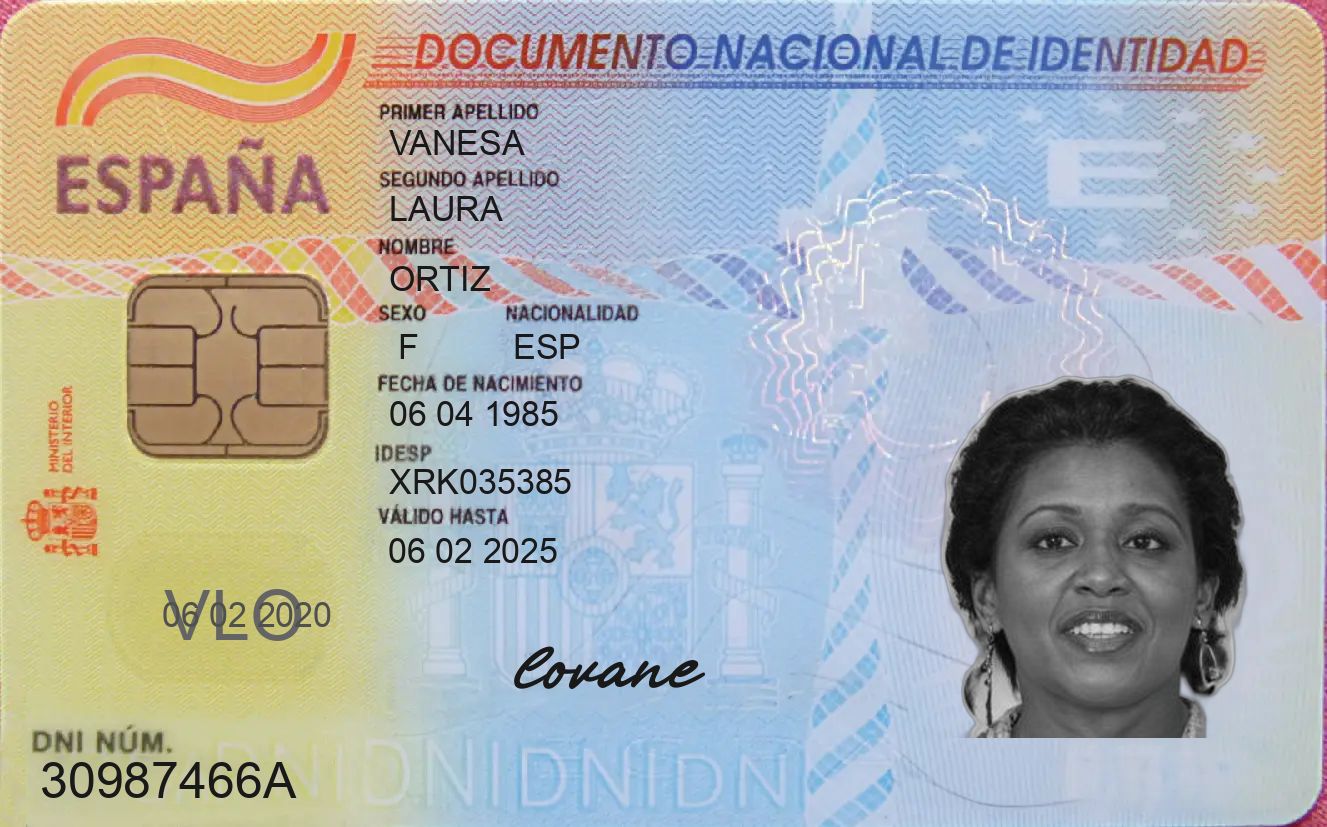 DOCUMENTO NACIONAL DE IDENTIDAD
ESPAÑA
E
PRIMER APELLIDO
VANESA
SEGUNDO APELLIDO
LAURA
NOMBRE
ORTIZ
SEXO NACIONALIDAD
F ESP
FECHA DE NACIMIENTO
06 04 1985
IDESP
XRK035385
VÁLIDO HASTA
06 02 2025
MINISTERIO
DEL INTERIOR
VLO
06 02 2020
Covane
DNI NÚM.
30987466A
DNIDNIDNIDNI